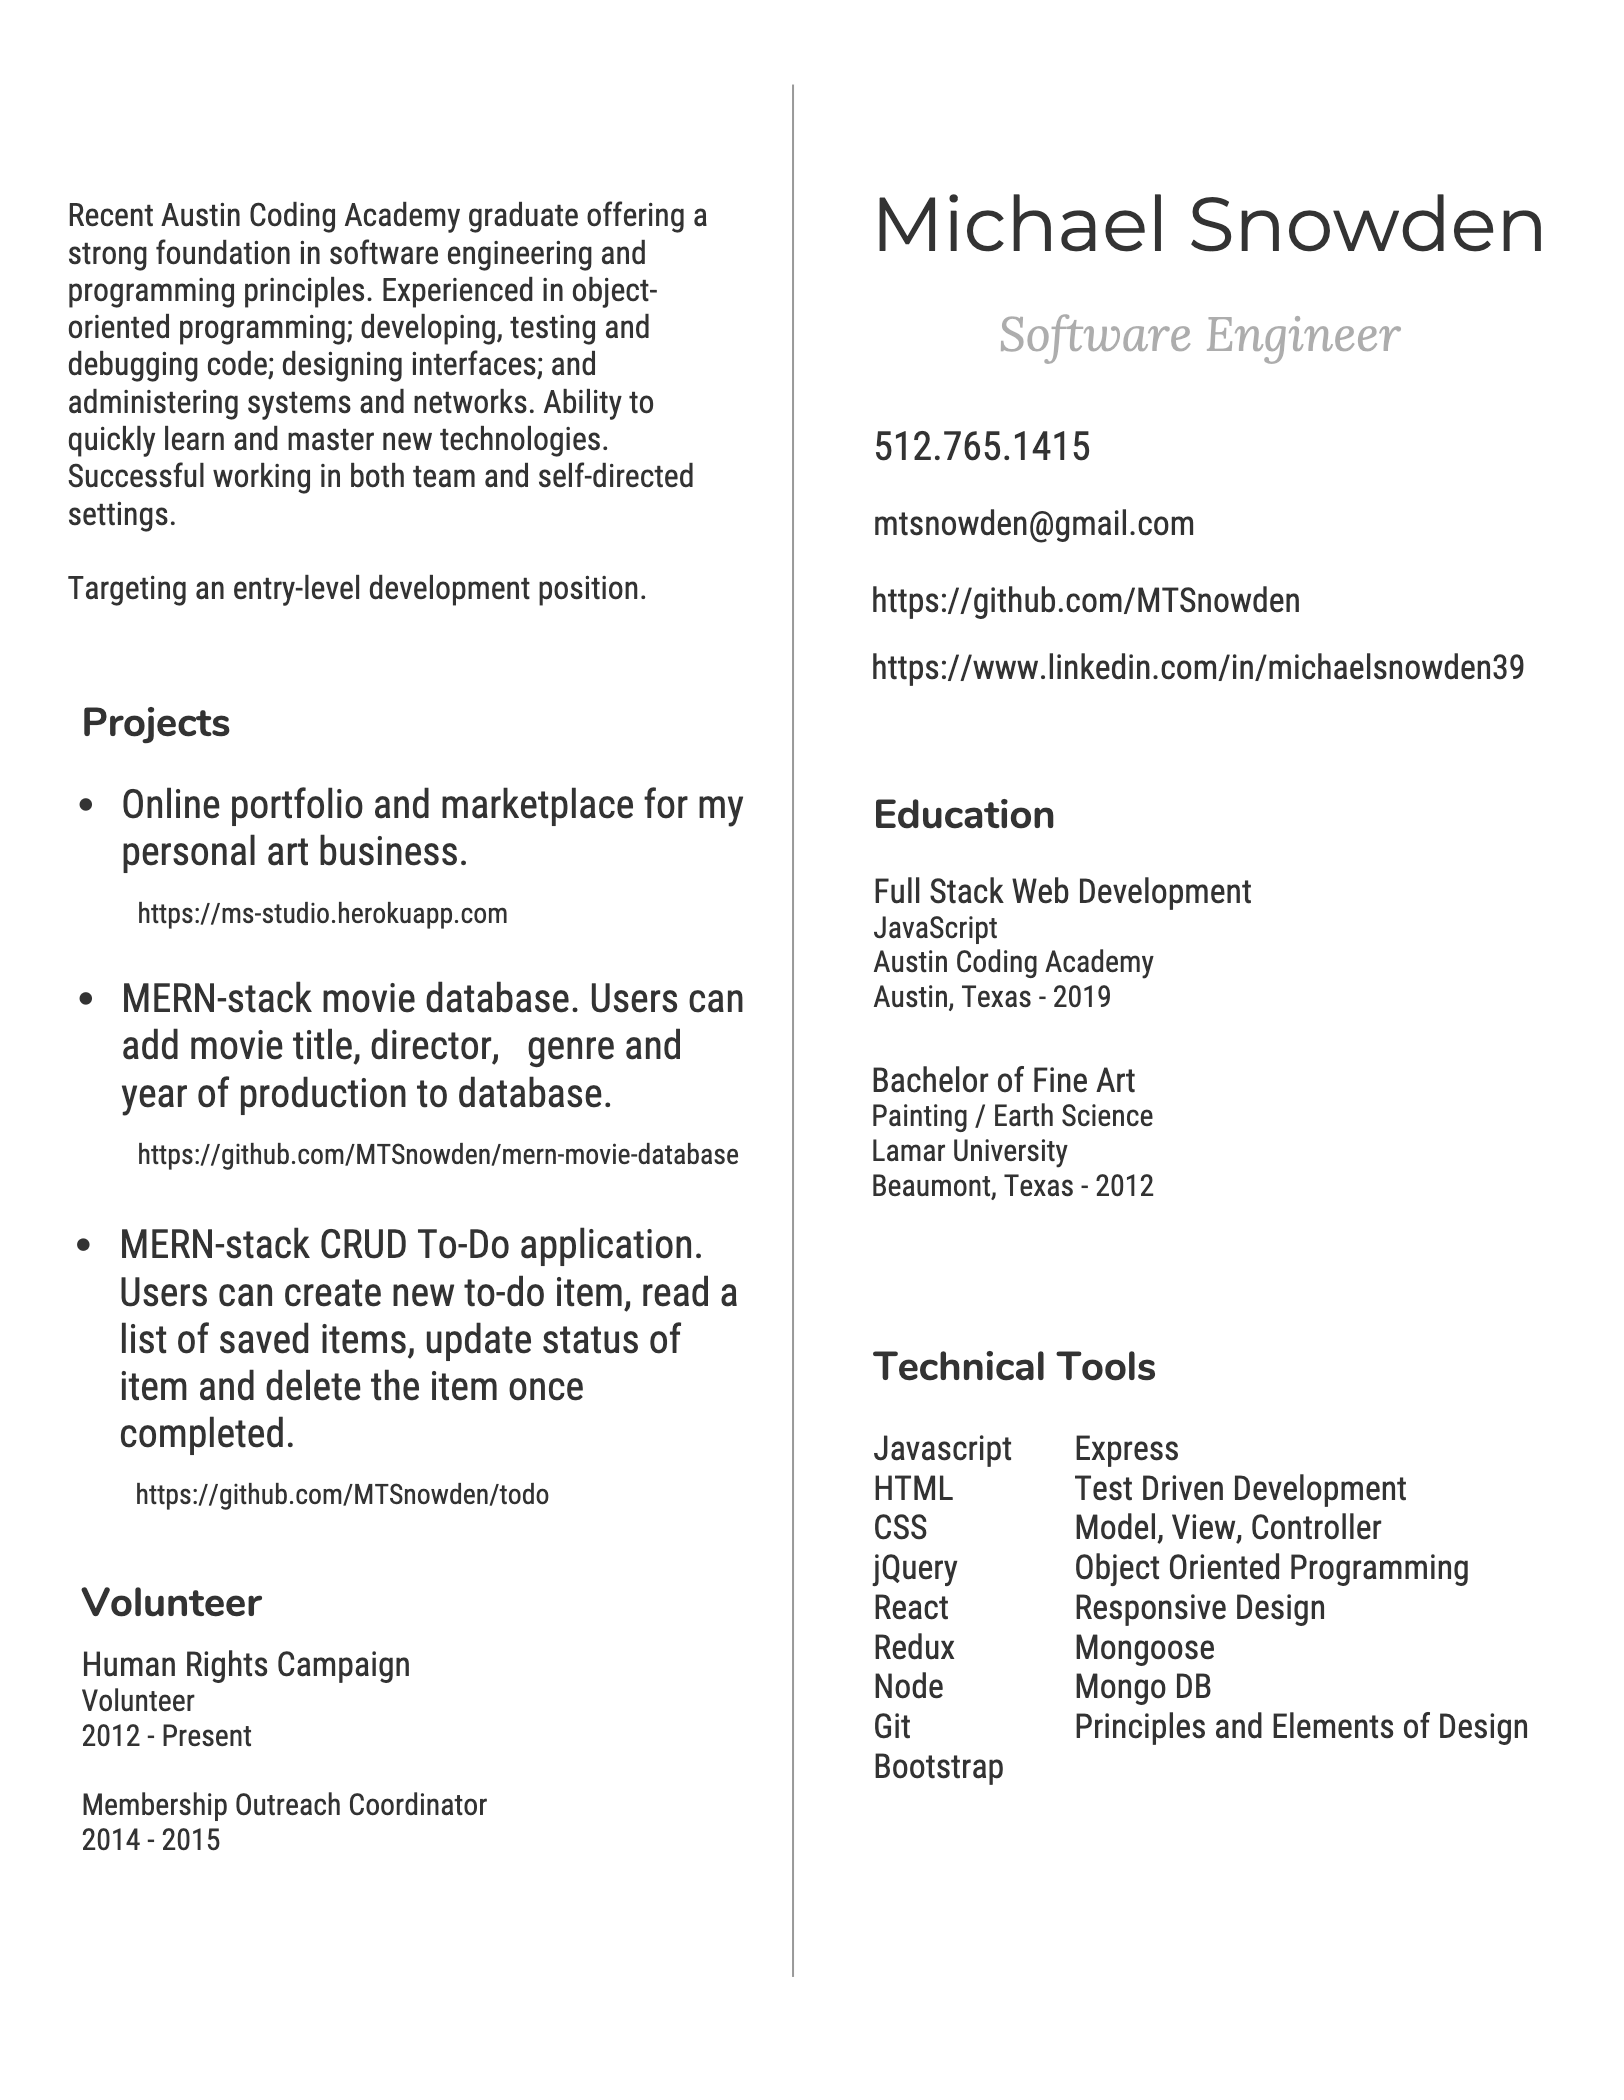 Recent Austin Coding Academy graduate offering a
strong foundation in software engineering and
programming principles. Experienced in object-
oriented programming; developing, testing and
debugging code; designing interfaces; and
administering systems and networks. Ability to
quickly learn and master new technologies.
Successful working in both team and self-directed
settings.
Targeting an entry-level development position.
Projects
• Online portfolio and marketplace for my
personal art business.
https://ms-studio.herokuapp.com
• MERN-stack movie database. Users can
add movie title, director,   genre and
year of production to database.
https://github.com/MTSnowden/mern-movie-database
• MERN-stack CRUD To-Do application.
Users can create new to-do item, read a
list of saved items, update status of
item and delete the item once
completed.
https://github.com/MTSnowden/todo
Volunteer
Human Rights Campaign
Volunteer
2012 - Present
Membership Outreach Coordinator
2014 - 2015
Michael Snowden
Software Engineer
512.765.1415
mtsnowden@gmail.com
https://github.com/MTSnowden
https://www.linkedin.com/in/michaelsnowden39
Education
Full Stack Web Development
JavaScript
Austin Coding Academy
Austin, Texas - 2019
Bachelor of Fine Art
Painting / Earth Science
Lamar University
Beaumont, Texas - 2012
Technical Tools
Javascript
HTML
CSS
jQuery
React
Redux
Node
Git
Bootstrap
Express
Test Driven Development
Model, View, Controller
Object Oriented Programming
Responsive Design
Mongoose
Mongo DB
Principles and Elements of Design